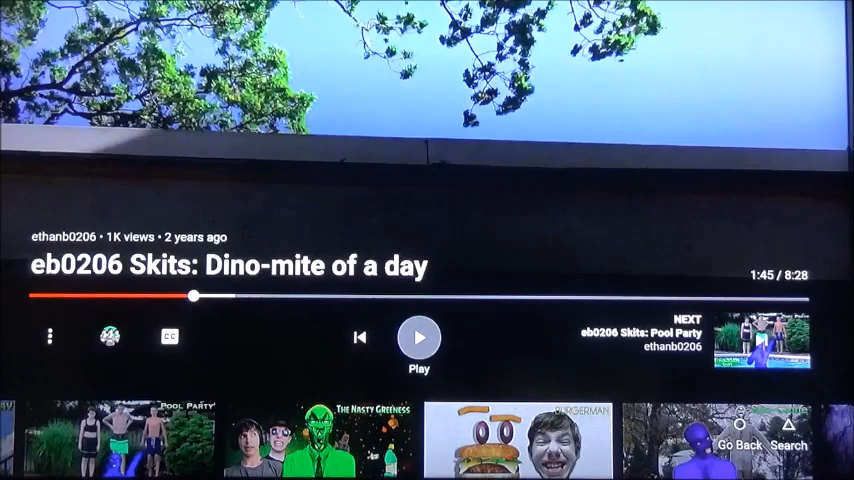 ethanb0206 • 1K views • 2 years ago
eb0206 Skits: Dino-mite of a day
1:45 / 8:28
CC
Play
NEXT
eb0206 Skits: Pool Party
ethanb0206
POOL PARTY
THE NASTY GREENESS
BURGERMAN
Go Back
Search